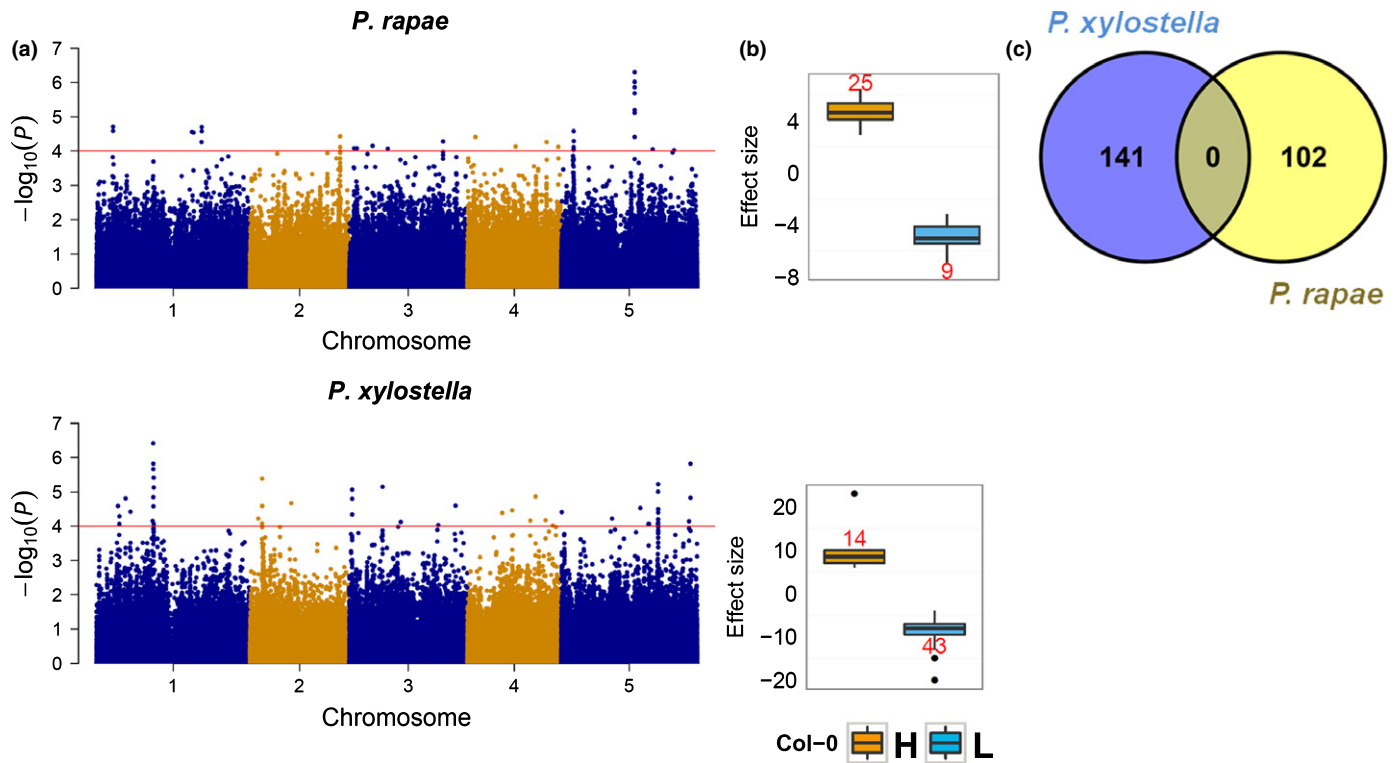 P. rapae
(a)
7
6
5
4
3
2
1
0
−log10(P)
1 2 3 4 5
Chromosome
P. xylostella
7
6
5
4
3
2
1
0
−log10(P)
1 2 3 4 5
Chromosome
(b)
Effect size
4
0
−4
−8
25
9
Effect size
20
10
0
−10
−20
14
43
Col−0 H L
(c)
P. xylostella
141 0 102
P. rapae